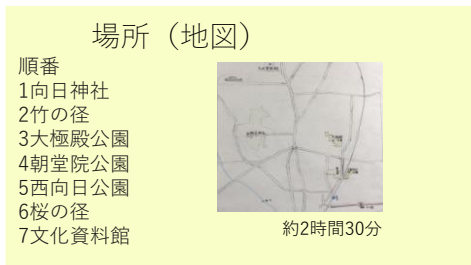 場所（地図）
順番
1向日神社
2竹の径
3大極殿公園
4朝堂院公園
5西向日公園
6桜の径
7文化資料館
約2時間30分